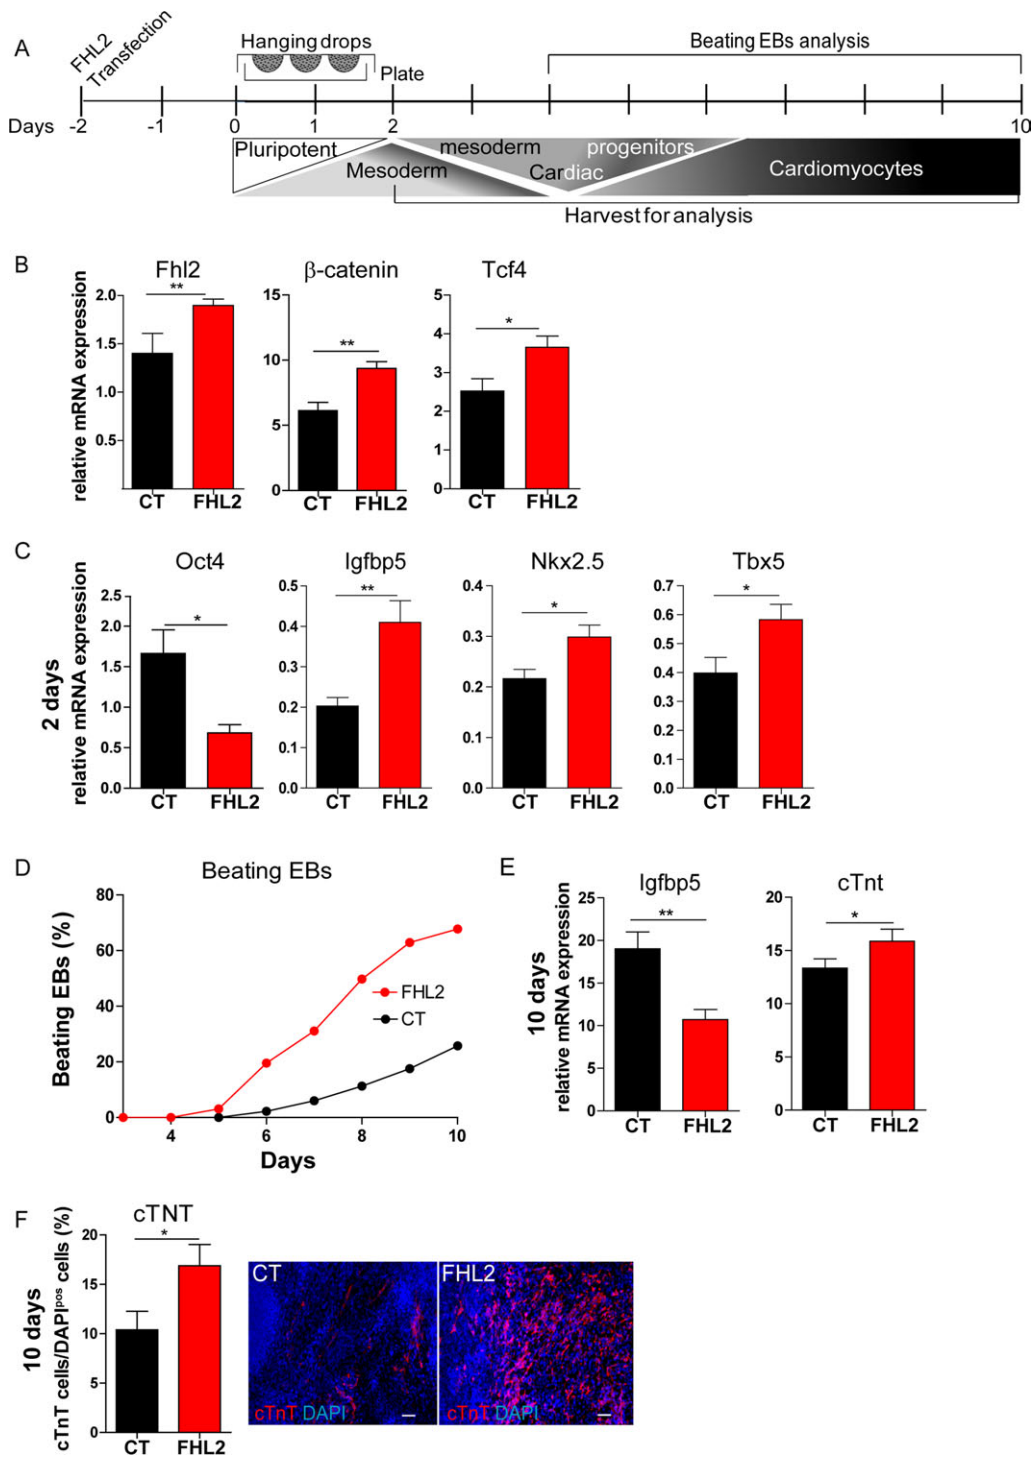 A
FHL2
Transfection
Hanging drops
Plate
Beating EBs analysis
Days
-2 -1 0 1 2 10
Pluripotent
Mesoderm
mesoderm
progenitors
Cardiac
Cardiomyocytes
Harvest for analysis
B
relative mRNA expression
Fhl2
**
2.0
1.5
1.0
0.5
CT FHL2
β-catenin
**
15
10
5
0
CT FHL2
Tcf4
*
5
4
3
2
1
0
CT FHL2
C
2 days
relative mRNA expression
Oct4
*
2.5
2.0
1.5
1.0
0.5
0.0
CT FHL2
Igfbp5
**
0.5
0.4
0.3
0.2
0.1
0.0
CT FHL2
Nkx2.5
*
0.4
0.3
0.2
0.1
0.0
CT FHL2
Tbx5
*
0.7
0.6
0.5
0.4
0.3
0.2
0.1
0.0
CT FHL2
D
Beating EBs
Beating EBs (%)
80
60
40
20
0
FHL2
CT
4 6 8 10
Days
E
10 days
relative mRNA expression
Igfbp5
**
25
20
15
10
5
0
CT FHL2
cTnt
*
20
15
10
5
0
CT FHL2
F
10 days
cTnT cells/DAPIpos cells (%)
cTNT
*
20
15
10
5
0
CT FHL2
CT
cTnT DAPI
FHL2
cTnT DAPI